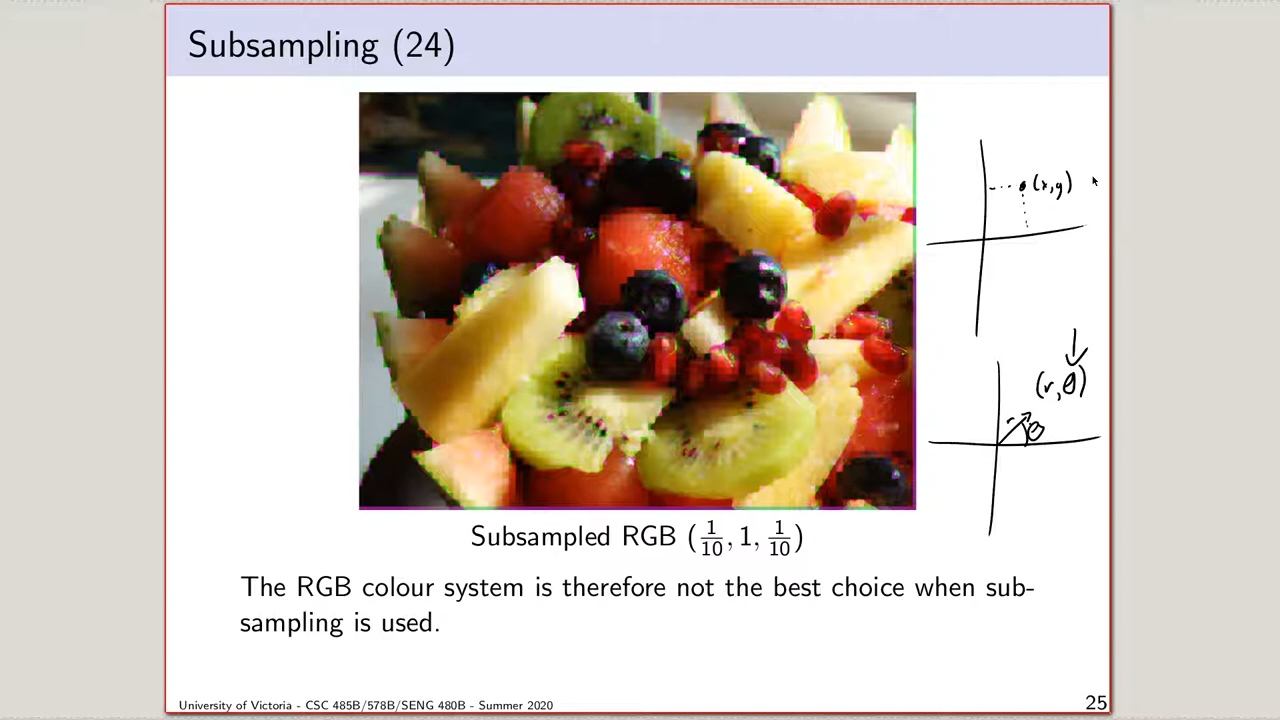 Subsampling (24)
(x,y)
(r,θ)
r
θ
Subsampled RGB (1/10, 1, 1/10)
The RGB colour system is therefore not the best choice when sub-
sampling is used.
University of Victoria - CSC 485B/578B/SENG 480B - Summer 2020
25